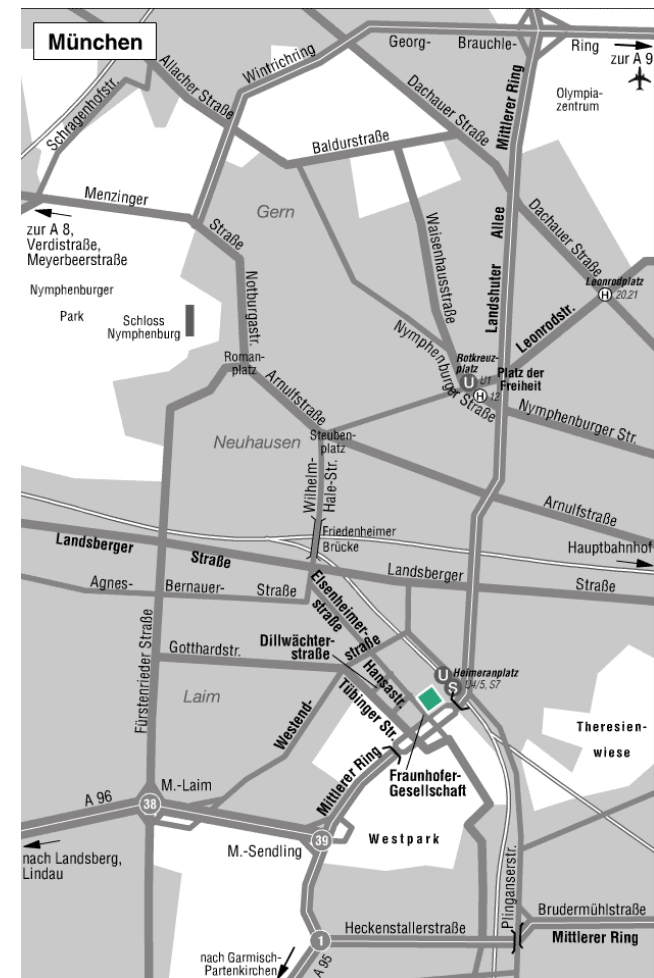 München
Georg- Brauchle- Ring
zur A 9
Wintrichring
Allacher Straße
Schragenhofstr.
Dachauer Straße
Mittlerer Ring
Olympia-
zentrum
Baldurstraße
Menzinger
Straße
Gern
zur A 8,
Verdistraße,
Meyerbeerstraße
Nymphenburger
Park
Schloss
Nymphenburg
Notburgastr.
Waisenhausstraße
Landshuter Allee
Dachauer Straße
Leonrodplatz
H 20,21
Leonrodstr.
Nymphenburger Straße
Rotkreuz-
platz
U U1
H 12
Platz der
Freiheit
Nymphenburger Str.
Roman-
platz
Arnulfstraße
Neuhausen
Steuben-
platz
Wilhelm-
Hale-Str.
Arnulfstraße
Friedenheimer
Brücke
Hauptbahnhof
Landsberger
Straße
Landsberger
Straße
Agnes- Bernauer- Straße
Elsenheimer-
straße
Fürstenrieder Straße
Gotthardstr.
Dillwächter-
straße
Westend-
straße
Hansastr.
Tübinger Str.
Heimeranplatz
U
S
U4/5, S7
Laim
Theresien-
wiese
Mittlerer Ring
Fraunhofer-
Gesellschaft
M.-Laim
A 96
38
39
M.-Sendling
Westpark
nach Landsberg,
Lindau
Plinganserstr.
Heckenstallerstraße
Brudermühlstraße
Mittlerer Ring
1
A 95
nach Garmisch-
Partenkirchen